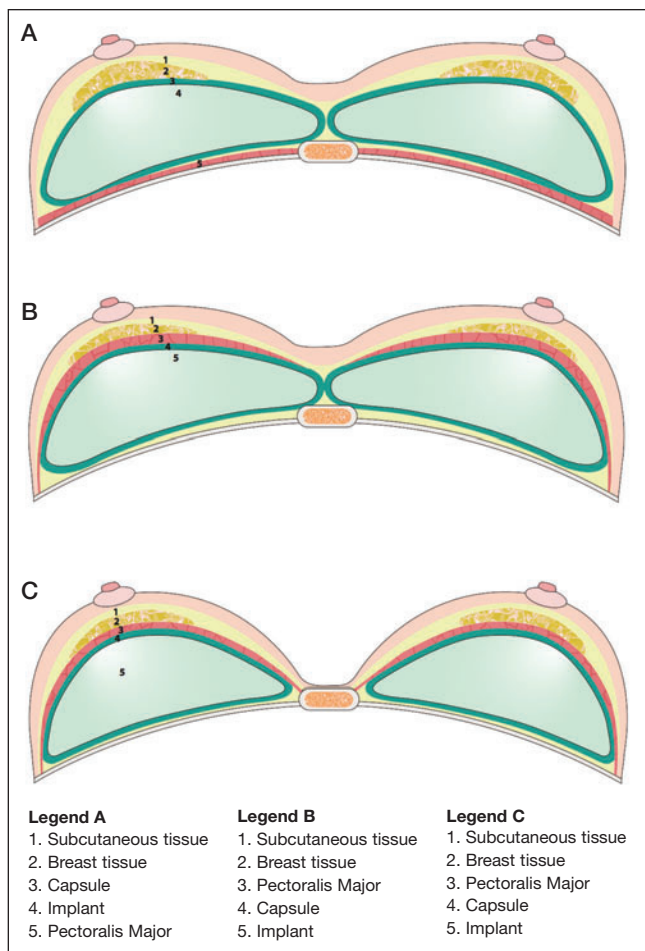 A
1
2
3
4
5
B
1
2
3
4
5
C
1
2
3
4
5
Legend A
1. Subcutaneous tissue
2. Breast tissue
3. Capsule
4. Implant
5. Pectoralis Major
Legend B
1. Subcutaneous tissue
2. Breast tissue
3. Pectoralis Major
4. Capsule
5. Implant
Legend C
1. Subcutaneous tissue
2. Breast tissue
3. Pectoralis Major
4. Capsule
5. Implant